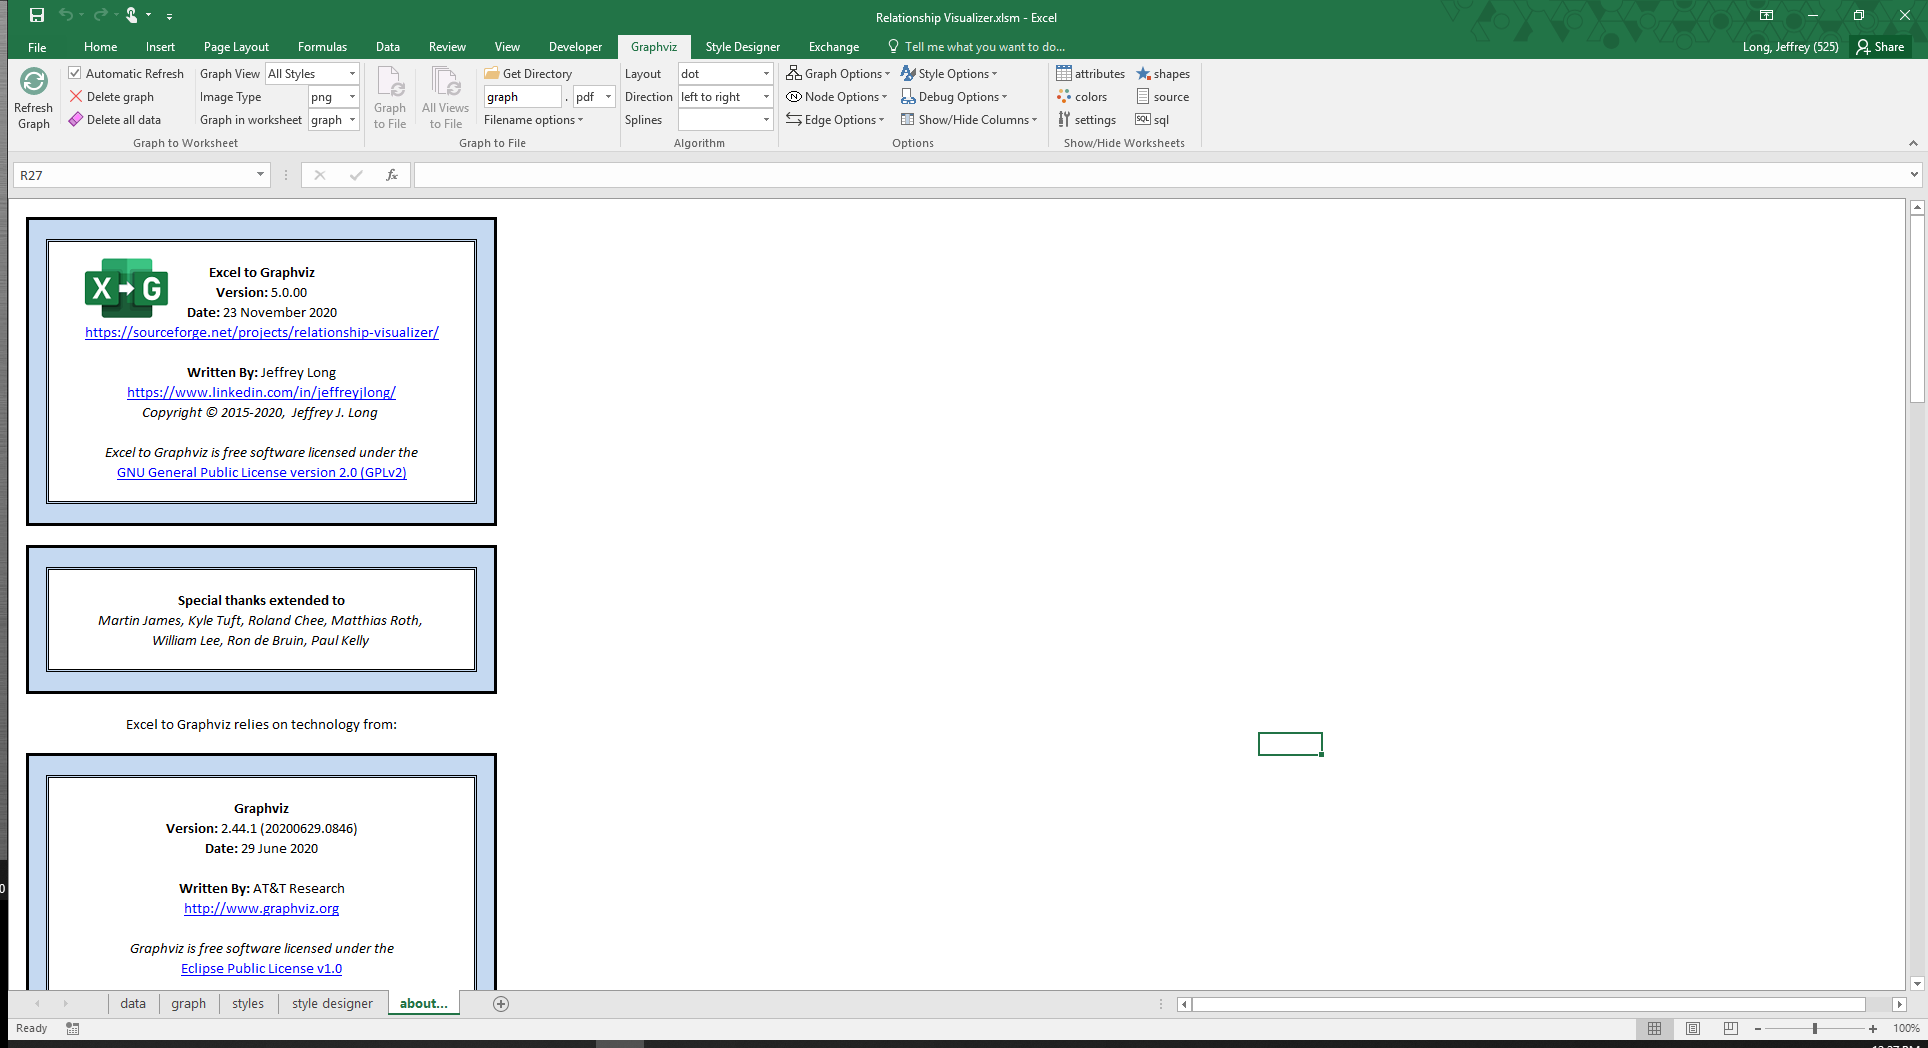 Relationship Visualizer.xlsm - Excel
File Home Insert Page Layout Formulas Data Review View Developer Graphviz Style Designer Exchange Tell me what you want to do... Long, Jeffrey (525) Share
Refresh Graph
Automatic Refresh
Delete graph
Delete all data
Graph View All Styles
Image Type png
Graph in worksheet graph
Graph to Worksheet
Graph to File
All Views to File
Get Directory
graph . pdf
Filename options
Graph to File
Layout dot
Direction left to right
Splines
Algorithm
Graph Options
Node Options
Edge Options
Style Options
Debug Options
Show/Hide Columns
Options
attributes
colors
settings
shapes
source
SQL sql
Show/Hide Worksheets
R27
fx
X G
Excel to Graphviz
Version: 5.0.00
Date: 23 November 2020
https://sourceforge.net/projects/relationship-visualizer/
Written By: Jeffrey Long
https://www.linkedin.com/in/jeffreyjlong/
Copyright © 2015-2020, Jeffrey J. Long
Excel to Graphviz is free software licensed under the
GNU General Public License version 2.0 (GPLv2)
Special thanks extended to
Martin James, Kyle Tuft, Roland Chee, Matthias Roth,
William Lee, Ron de Bruin, Paul Kelly
Excel to Graphviz relies on technology from:
Graphviz
Version: 2.44.1 (20200629.0846)
Date: 29 June 2020
Written By: AT&T Research
http://www.graphviz.org
Graphviz is free software licensed under the
Eclipse Public License v1.0
data graph styles style designer about...
Ready
100%